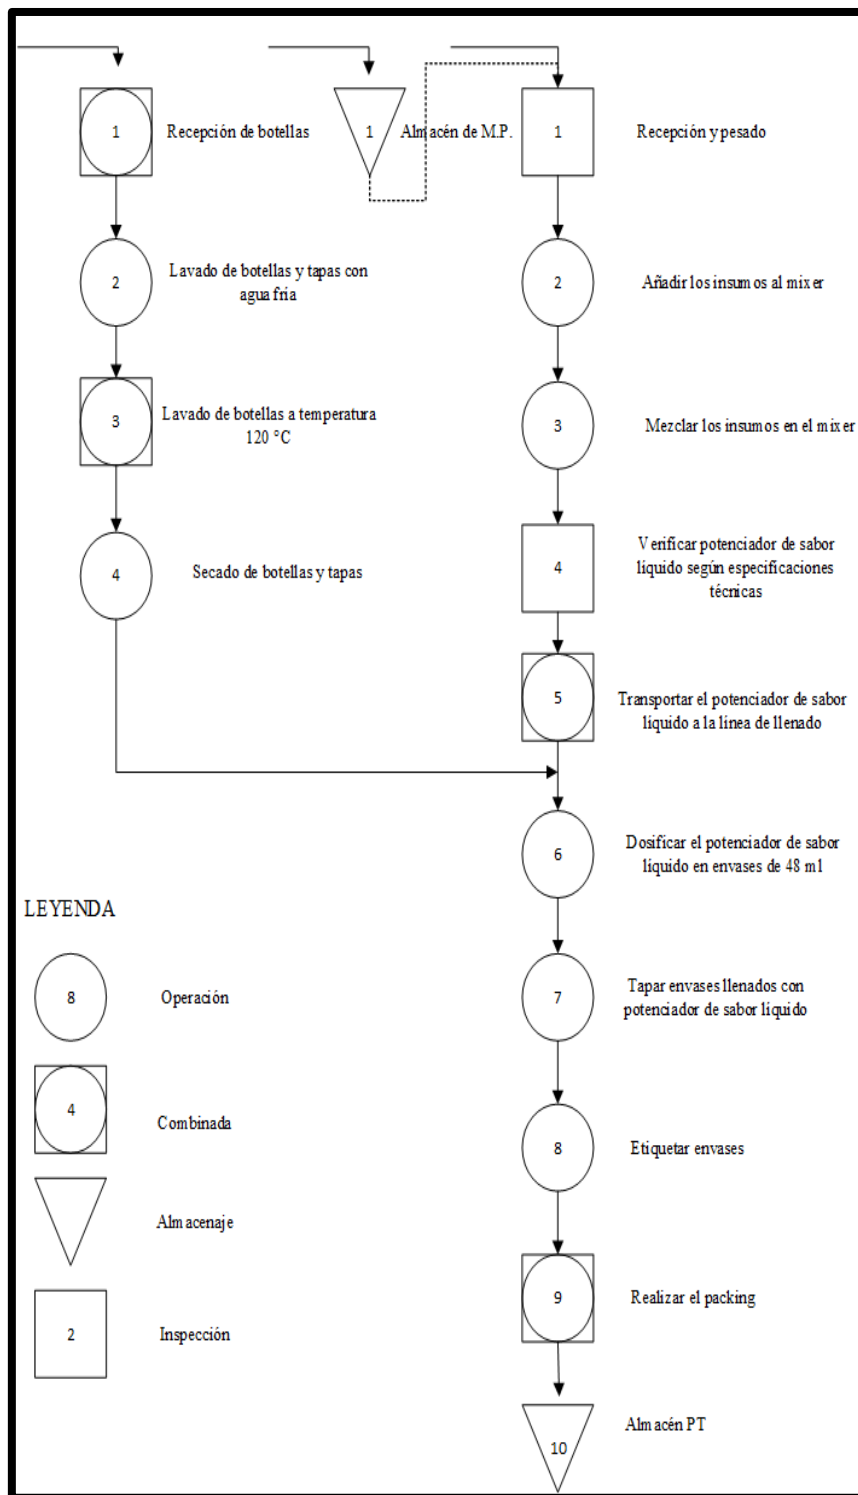 1
Recepción de botellas
1
Almacén de M.P.
1
Recepción y pesado
2
Lavado de botellas y tapas con
agua fría
2
Añadir los insumos al mixer
3
Lavado de botellas a temperatura
120 °C
3
Mezclar los insumos en el mixer
4
Secado de botellas y tapas
4
Verificar potenciador de sabor
líquido según especificaciones
técnicas
5
Transportar el potenciador de sabor
líquido a la línea de llenado
6
Dosificar el potenciador de sabor
líquido en envases de 48 ml
7
Tapar envases llenados con
potenciador de sabor líquido
8
Etiquetar envases
9
Realizar el packing
10
Almacén PT
LEYENDA
8
Operación
4
Combinada
Almacenaje
2
Inspección